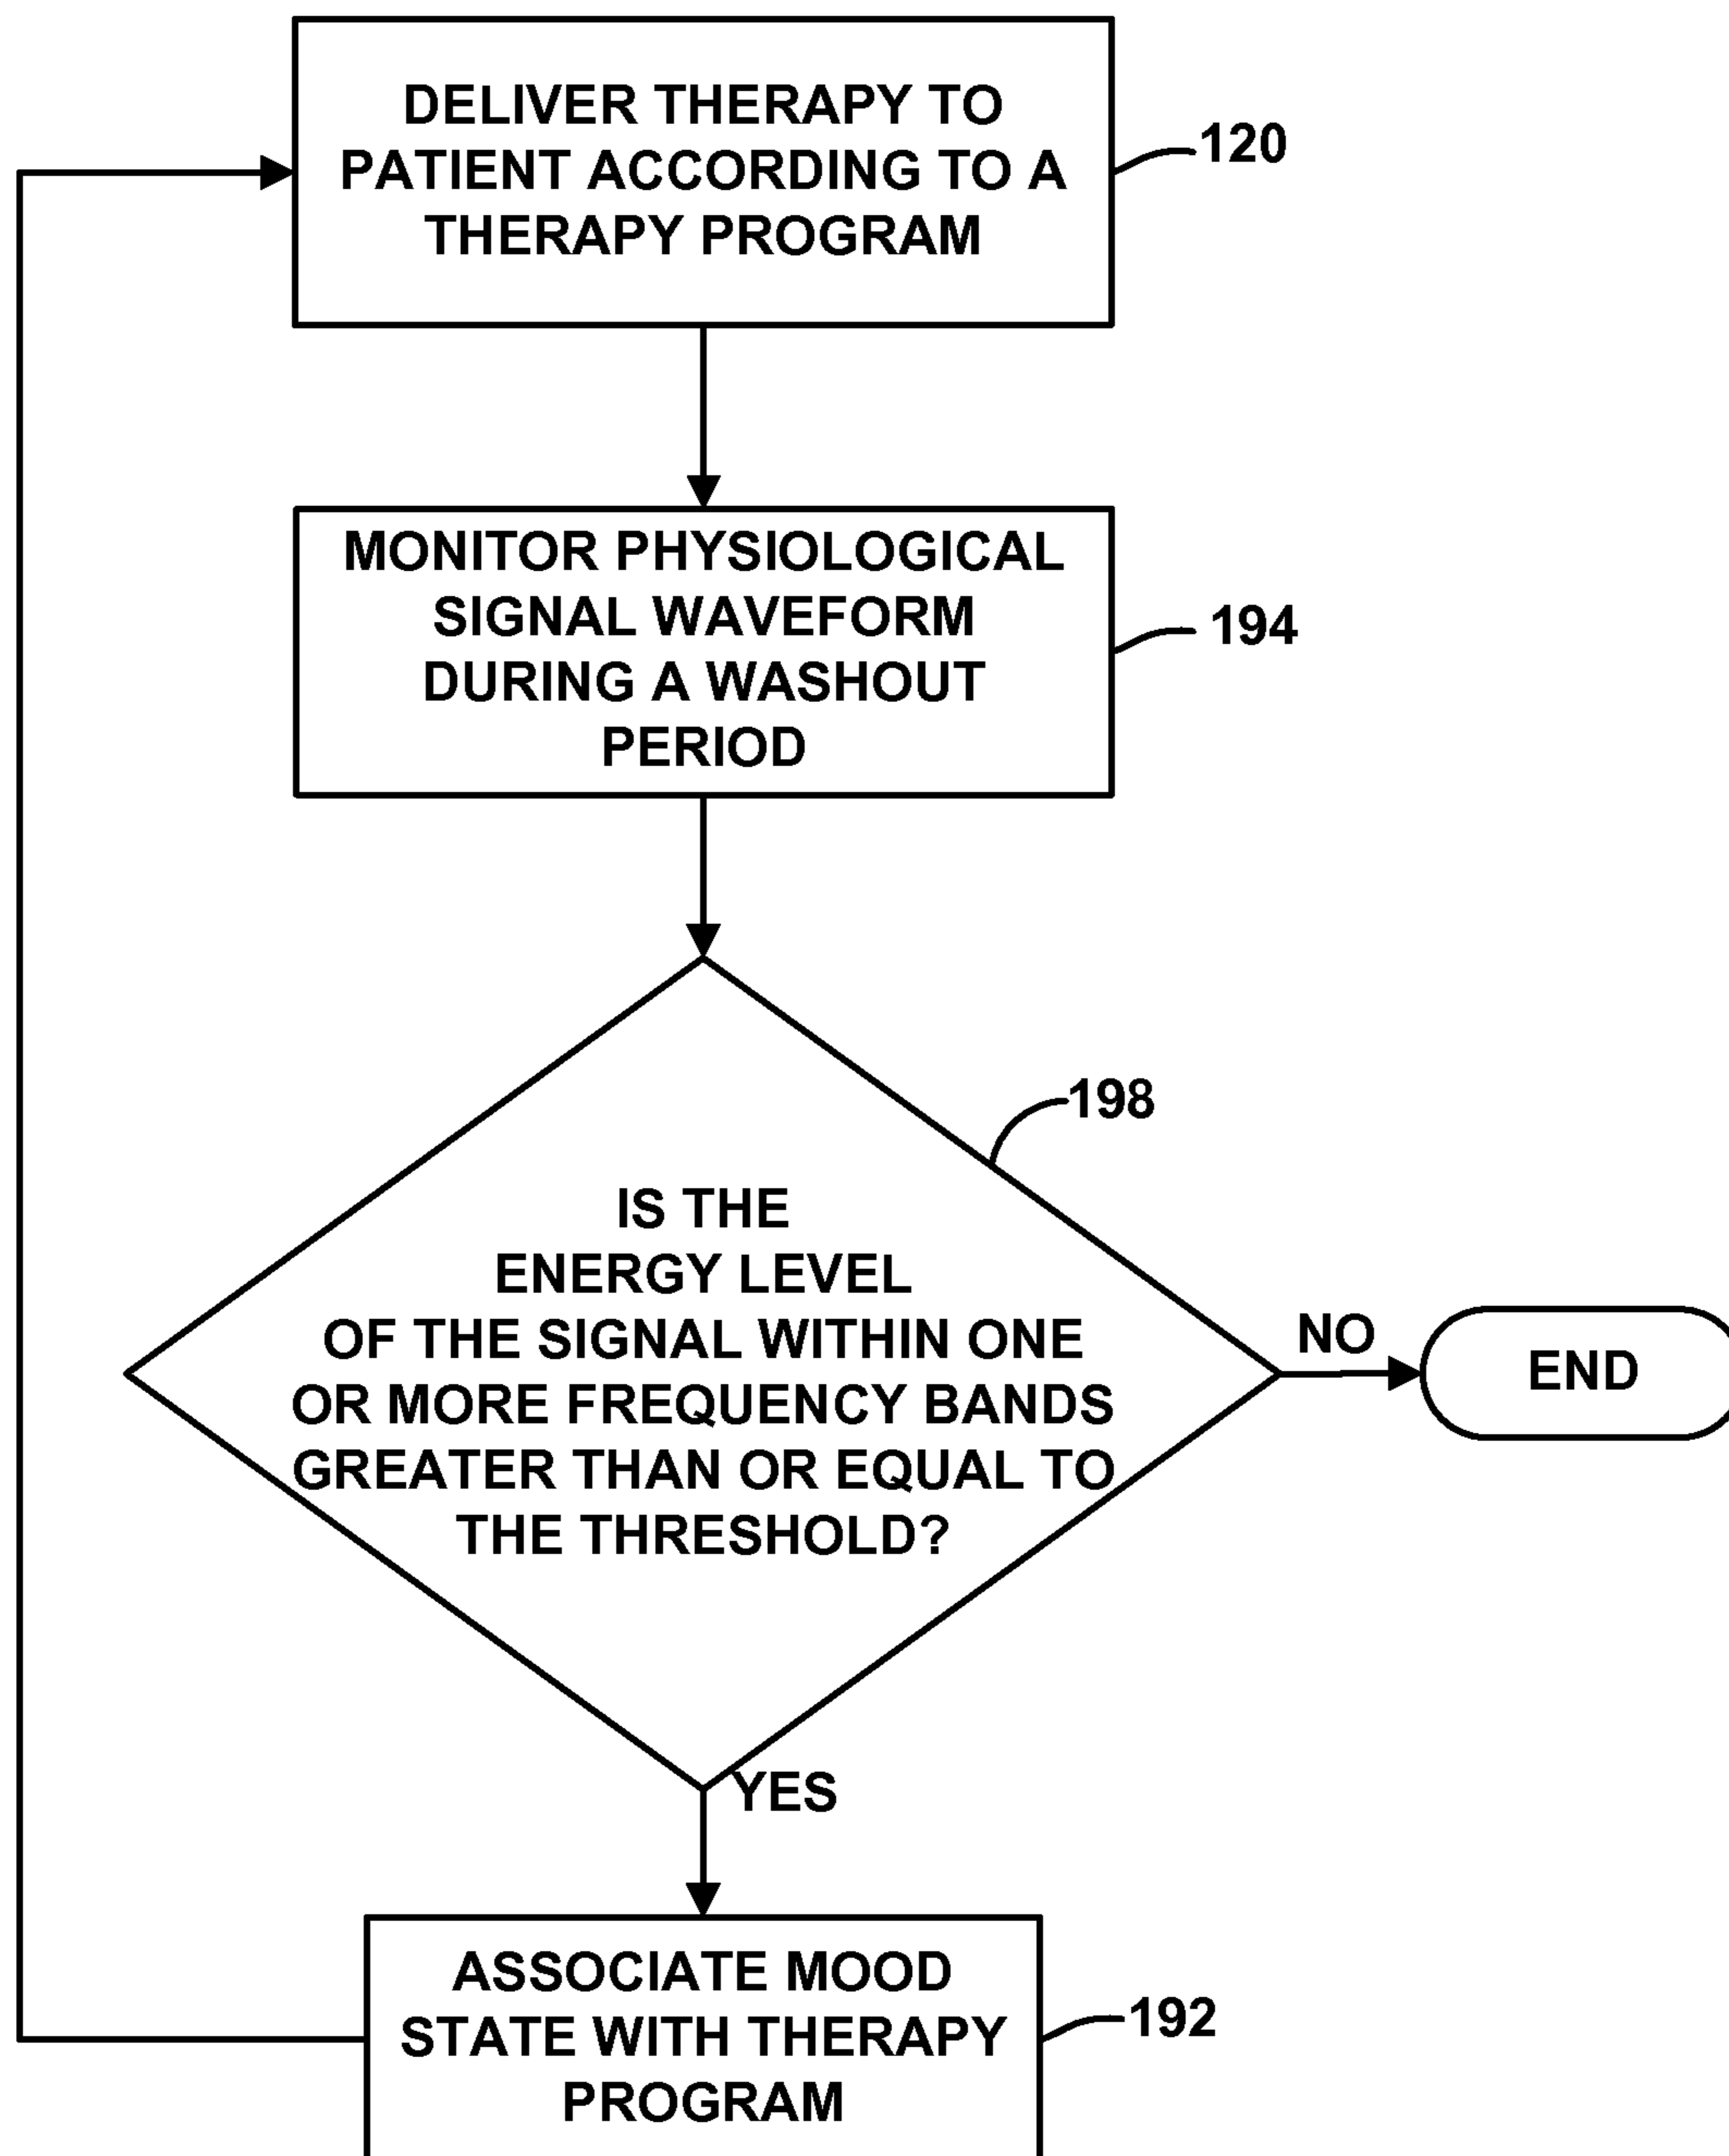 DELIVER THERAPY TO
PATIENT ACCORDING TO A
THERAPY PROGRAM
120
MONITOR PHYSIOLOGICAL
SIGNAL WAVEFORM
DURING A WASHOUT
PERIOD
194
198
IS THE
ENERGY LEVEL
OF THE SIGNAL WITHIN ONE
OR MORE FREQUENCY BANDS
GREATER THAN OR EQUAL TO
THE THRESHOLD?
NO
END
YES
ASSOCIATE MOOD
STATE WITH THERAPY
PROGRAM
192